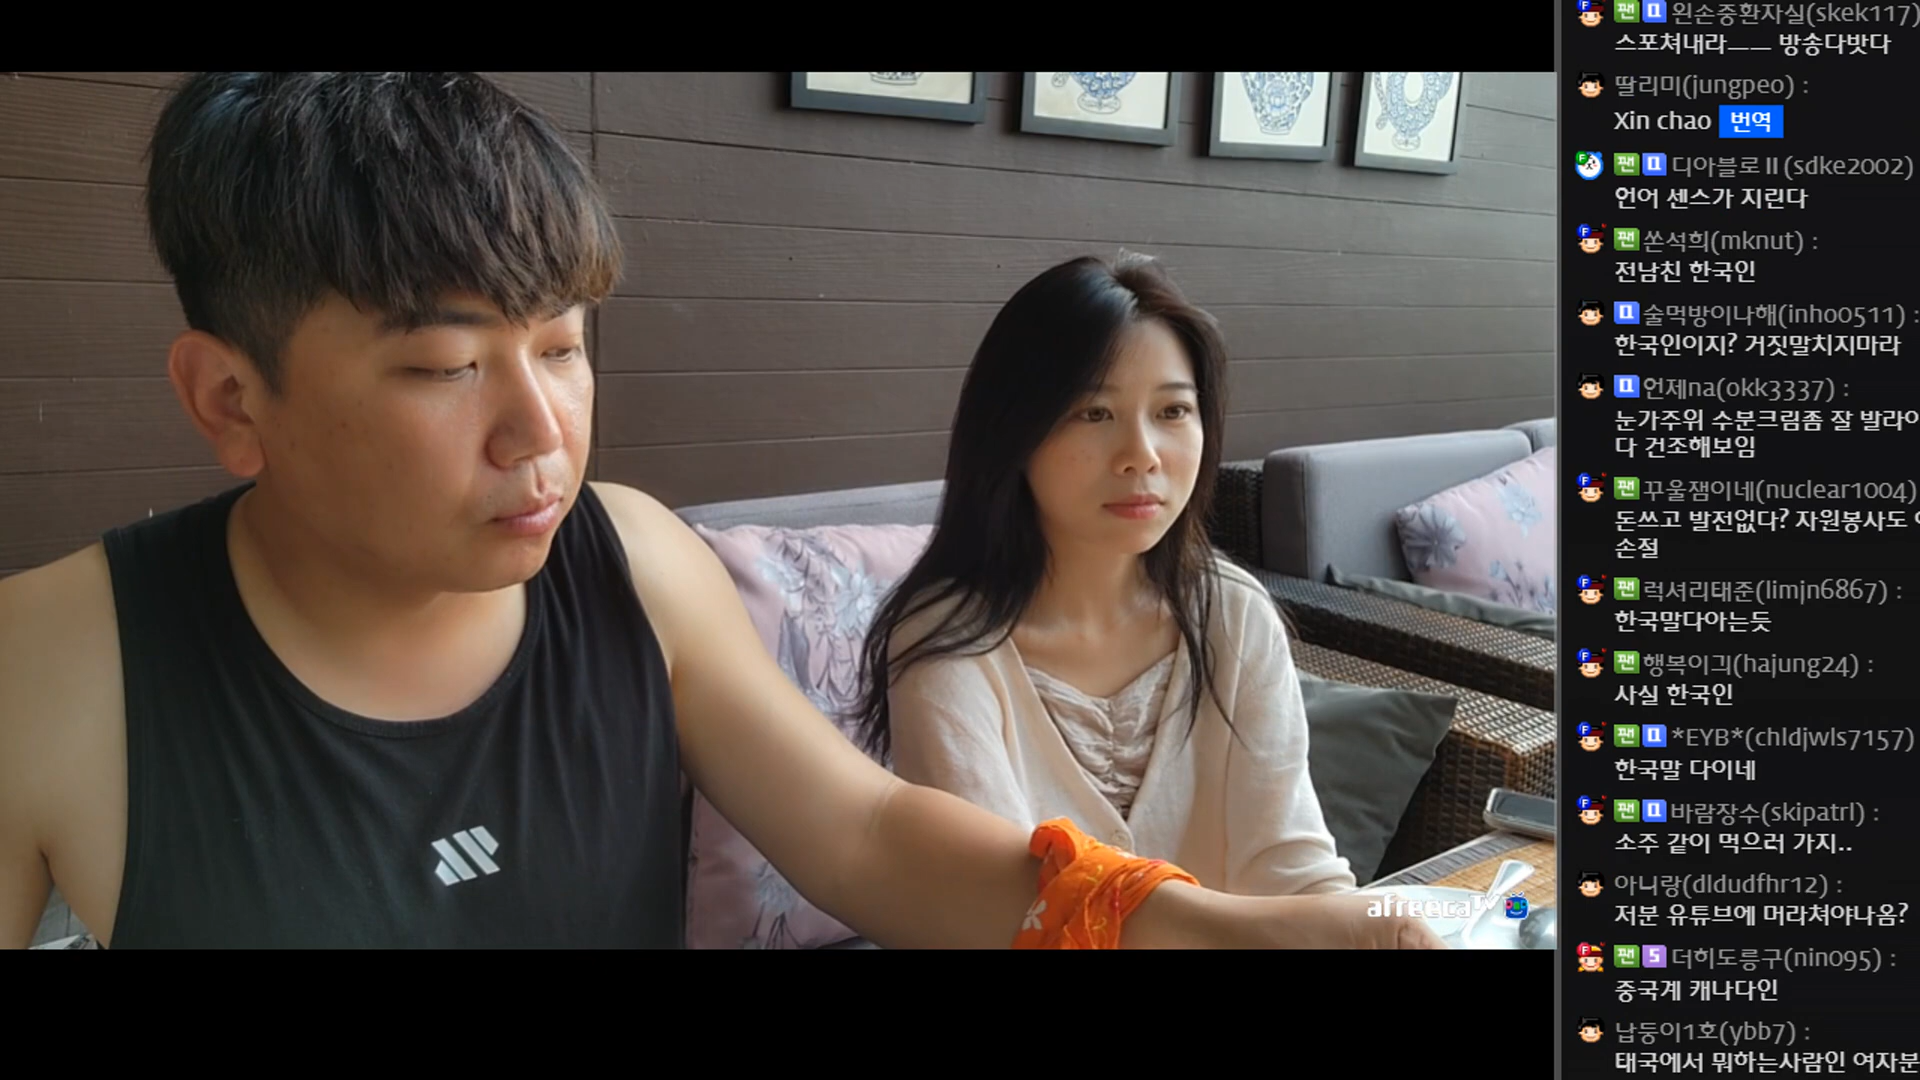 왼손중환자실(skek117)
스포쳐내라ㅡㅡ 방송다밧다
딸리미(jungpeo) :
Xin chao 번역
디아블로Ⅱ(sdke2002)
언어 센스가 지린다
쏜석희(mknut) :
전남친 한국인
술먹방이나해(inho0511) :
한국인이지? 거짓말치지마라
언제na(okk3337) :
눈가주위 수분크림좀 잘 발라야
다 건조해보임
꾸울잼이네(nuclear1004)
돈쓰고 발전없다? 자원봉사도
손절
럭셔리태준(limjn6867) :
한국말다아는듯
행복이긔(hajung24) :
사실 한국인
*EYB*(chldjwls7157)
한국말 다이네
바람장수(skipatrl) :
소주 같이 먹으러 가지..
아니랑(dldudfhr12) :
저분 유튜브에 머라쳐야나옴?
더히도릉구(nin095) :
중국계 캐나다인
납둥이1호(ybb7) :
태국에서 뭐하는사람인 여자분
afreecaTV